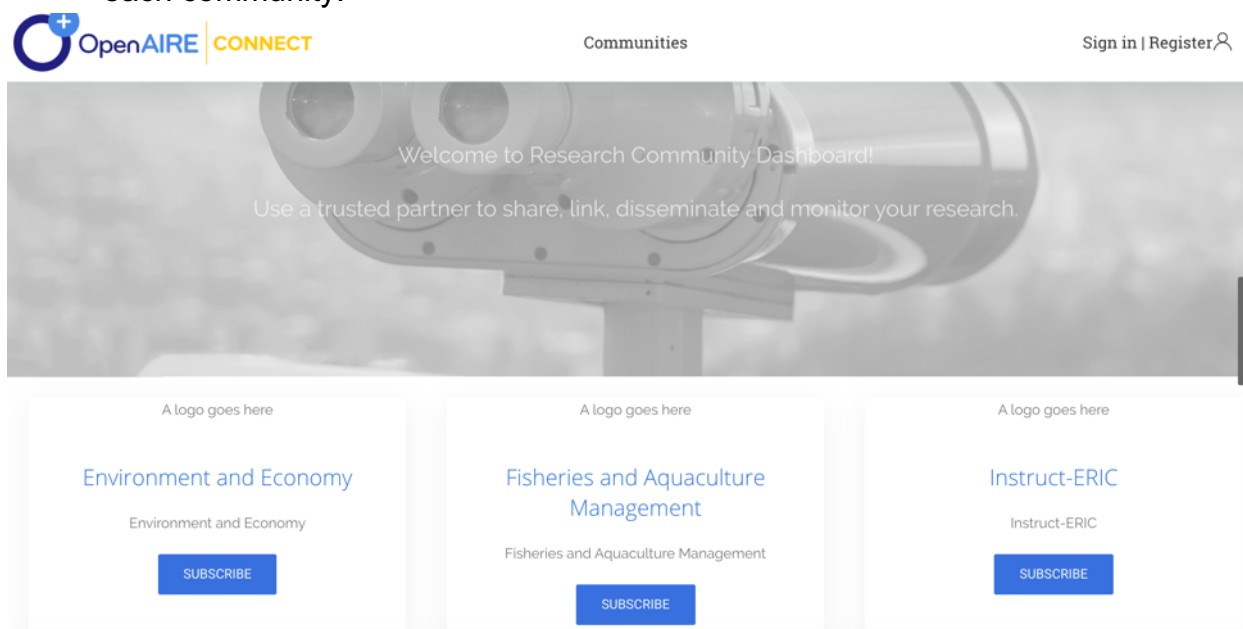 each community.
OpenAIRE CONNECT
Communities
Sign in | Register
Welcome to Research Community Dashboard!
Use a trusted partner to share, link, disseminate and monitor your research.
A logo goes here
Environment and Economy
Environment and Economy
SUBSCRIBE
A logo goes here
Fisheries and Aquaculture
Management
Fisheries and Aquaculture Management
SUBSCRIBE
A logo goes here
Instruct-ERIC
Instruct-ERIC
SUBSCRIBE